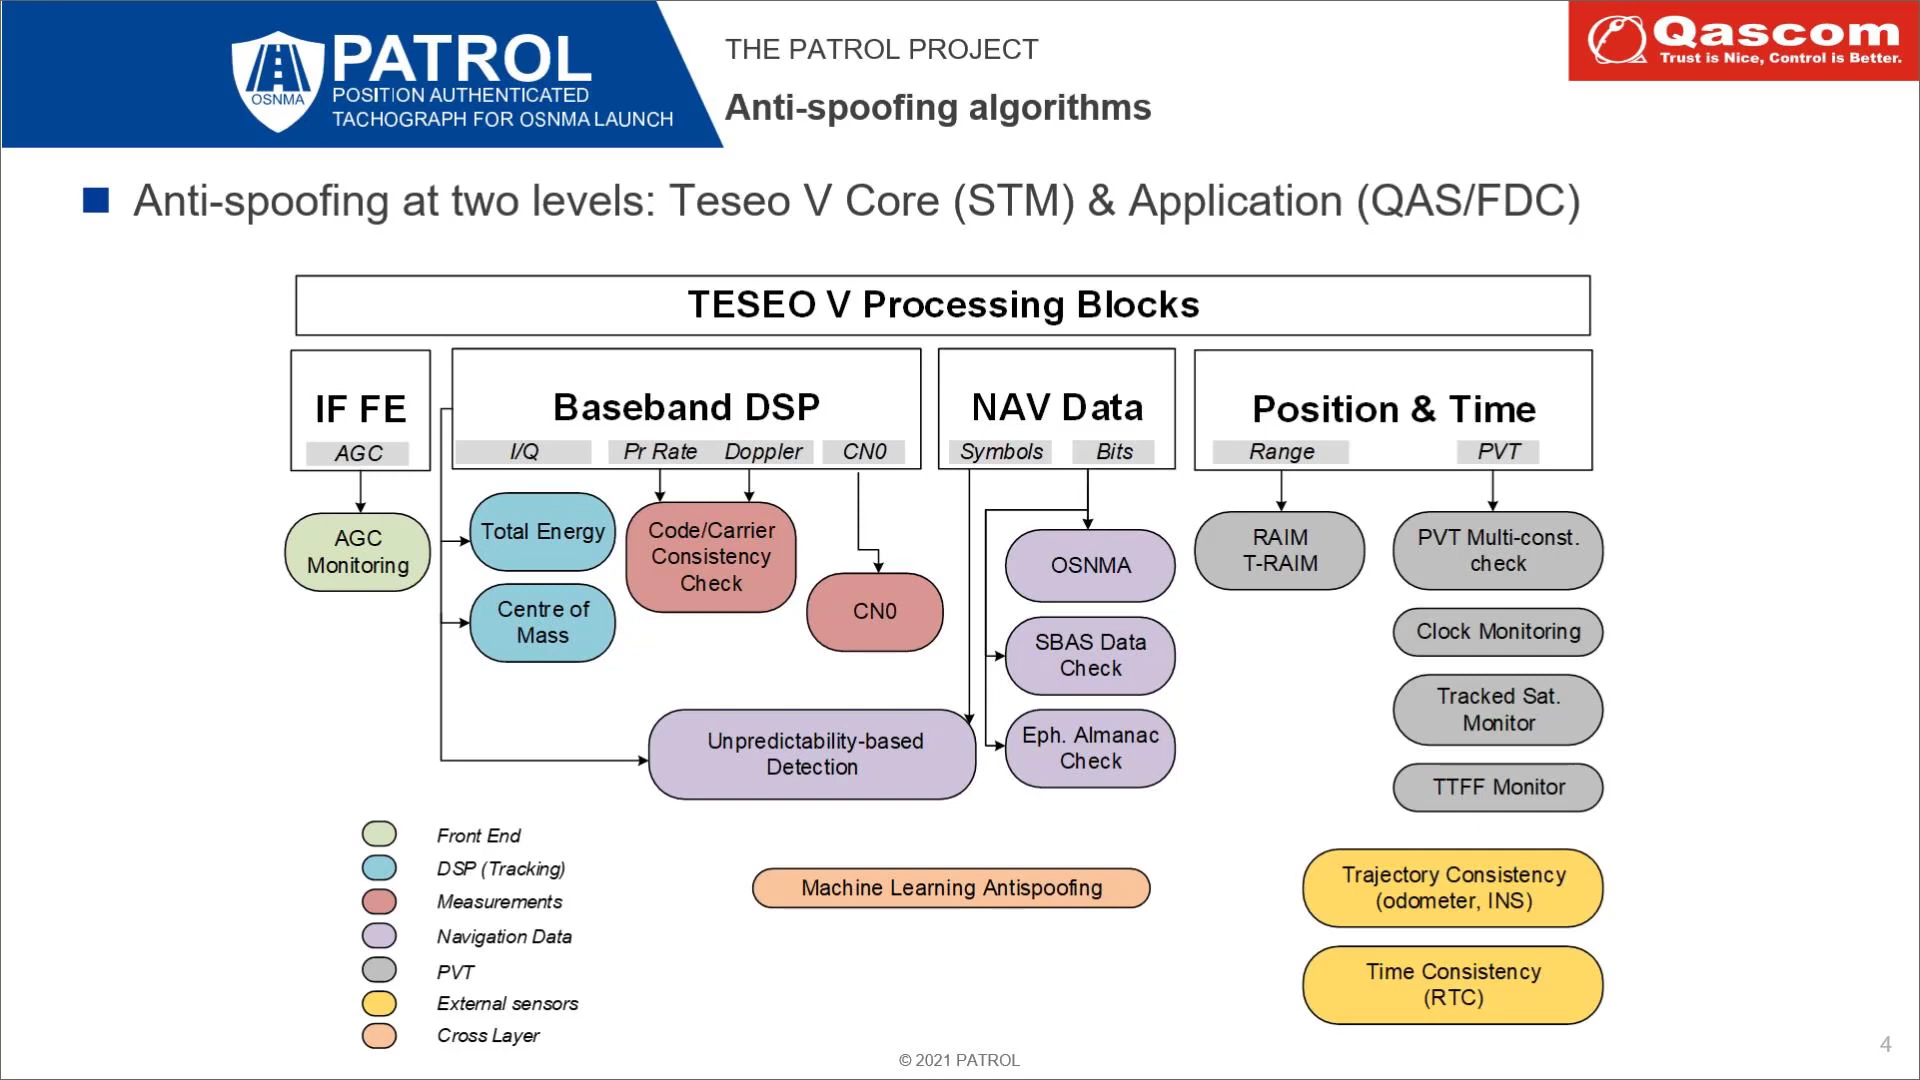 OSNMA
PATROL
POSITION AUTHENTICATED
TACHOGRAPH FOR OSNMA LAUNCH
THE PATROL PROJECT
Anti-spoofing algorithms
Qascom
Trust is Nice, Control is Better.
Anti-spoofing at two levels: Teseo V Core (STM) & Application (QAS/FDC)
TESEO V Processing Blocks
IF FE
AGC
Baseband DSP
I/Q
Pr Rate
Doppler
CN0
NAV Data
Symbols
Bits
Position & Time
Range
PVT
AGC
Monitoring
Total Energy
Centre of
Mass
Code/Carrier
Consistency
Check
CN0
Unpredictability-based
Detection
OSNMA
SBAS Data
Check
Eph. Almanac
Check
RAIM
T-RAIM
PVT Multi-const.
check
Clock Monitoring
Tracked Sat.
Monitor
TTFF Monitor
Front End
DSP (Tracking)
Measurements
Navigation Data
PVT
External sensors
Cross Layer
Machine Learning Antispoofing
Trajectory Consistency
(odometer, INS)
Time Consistency
(RTC)
© 2021 PATROL
4